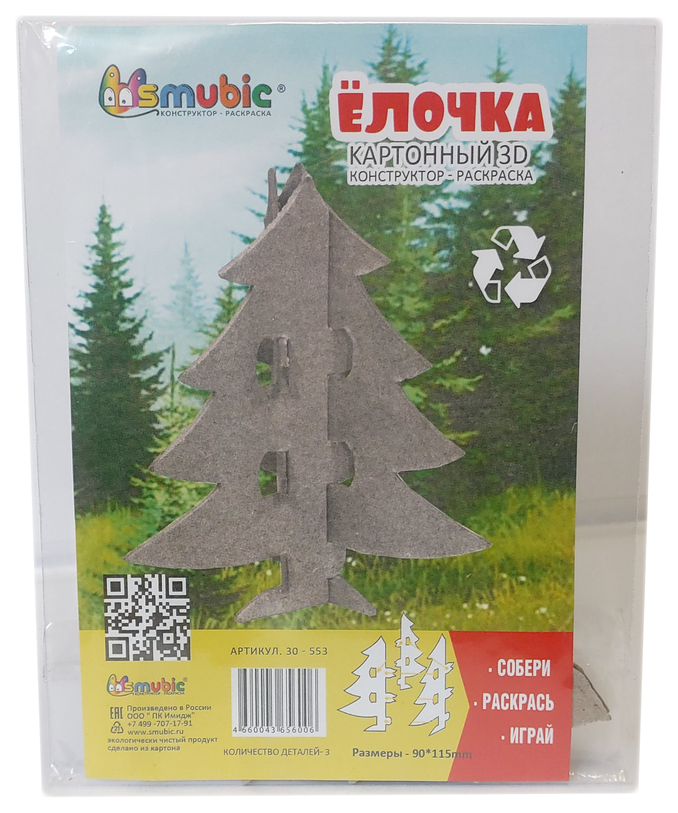 smubic®
КОНСТРУКТОР - РАСКРАСКА
ЁЛОЧКА
КАРТОННЫЙ 3D
КОНСТРУКТОР - РАСКРАСКА
АРТИКУЛ. 30 - 553
smubic®
EAC Произведено в России
ООО " ПК Имидж"
+7 499 -707-17-91
www.smubic.ru
экологически чистый продукт
сделано из картона
4 660043 656006
КОЛИЧЕСТВО ДЕТАЛЕЙ- 3
Размеры - 90*115mm
· СОБЕРИ
· РАСКРАСЬ
· ИГРАЙ